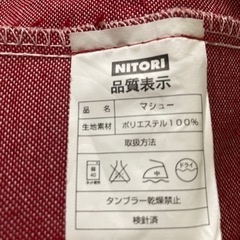 NITORI
品質表示
品名 マシュー
生地素材 ポリエステル100%
取扱方法
40
ドライ
タンブラー乾燥禁止
検針済